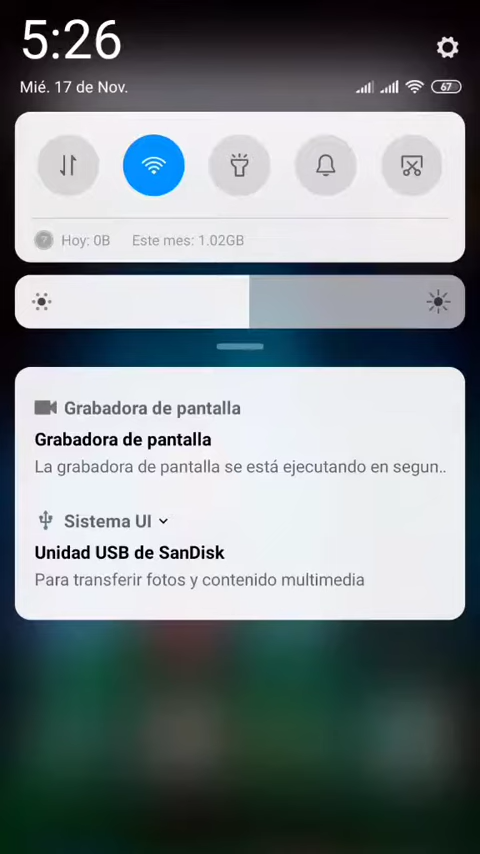 5:26
Mié. 17 de Nov.
67
Hoy: 0B Este mes: 1.02GB
Grabadora de pantalla
Grabadora de pantalla
La grabadora de pantalla se está ejecutando en segun..
Sistema UI
Unidad USB de SanDisk
Para transferir fotos y contenido multimedia